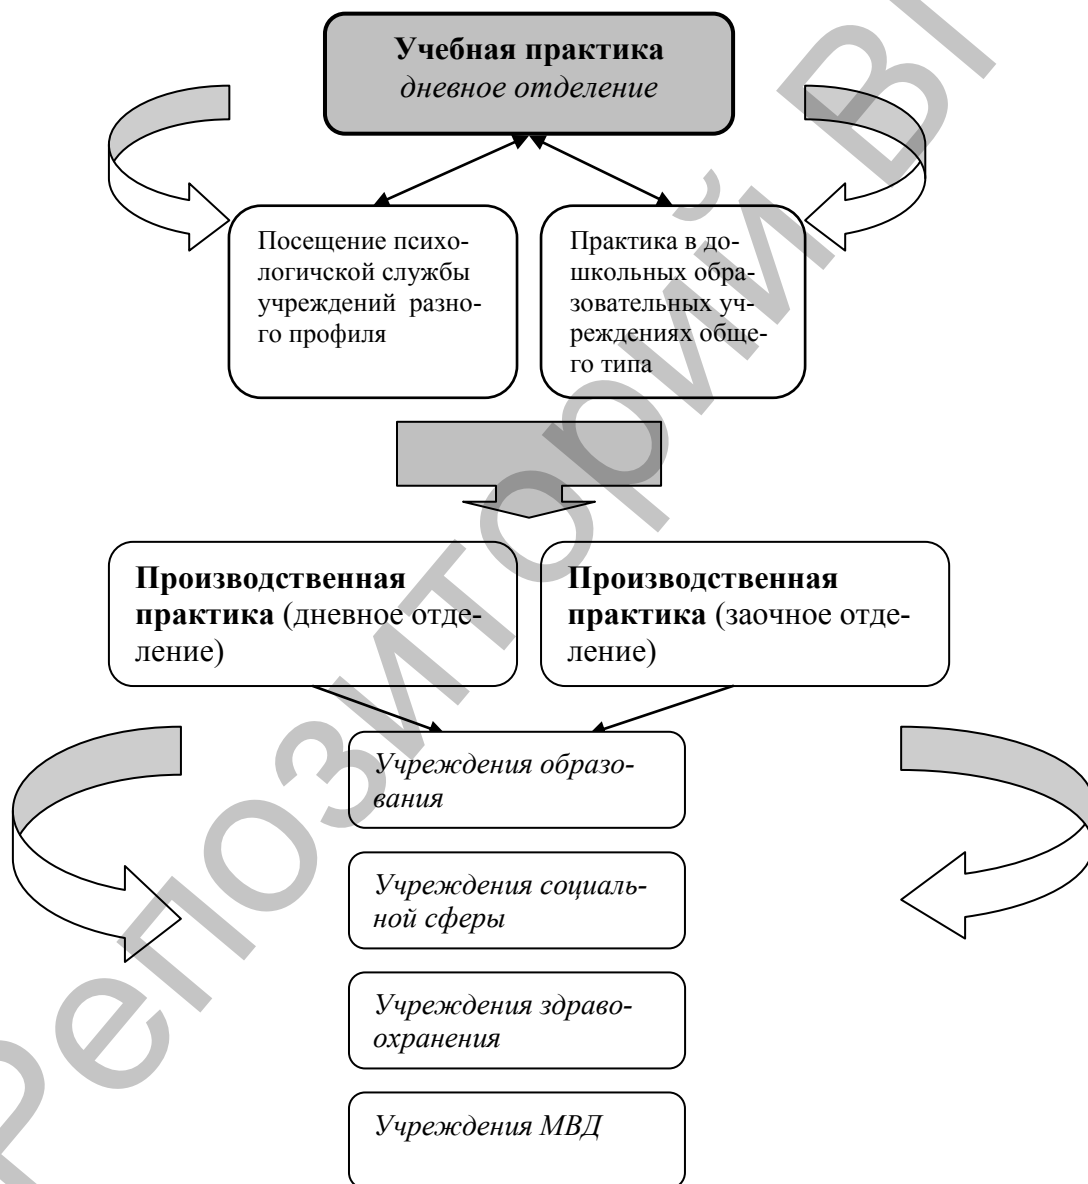 Учебная практика
дневное отделение
Посещение психо-
логичской службы
учреждений разно-
го профиля
Практика в до-
школьных обра-
зовательных уч-
реждениях обще-
го типа
Производственная
практика (дневное отде-
ление)
Производственная
практика (заочное отде-
ление)
Учреждения образо-
вания
Учреждения социаль-
ной сферы
Учреждения здраво-
охранения
Учреждения МВД
Репозиторий